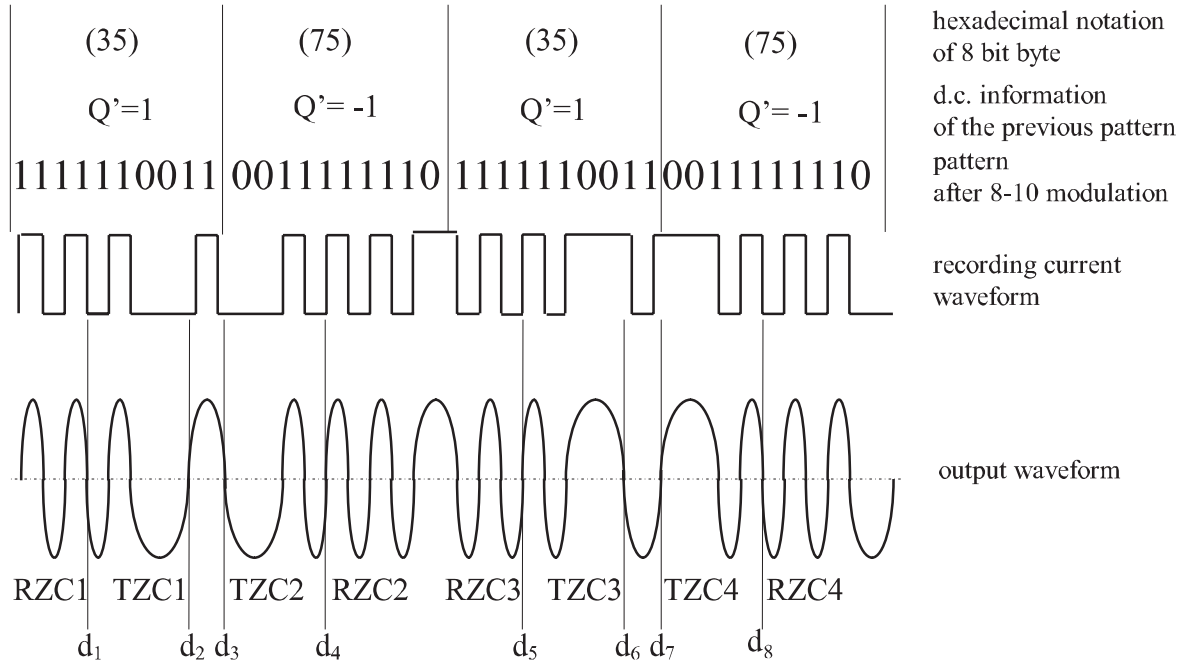 (35) (75) (35) (75) hexadecimal notation
of 8 bit byte
Q’=1 Q’= -1 Q’=1 Q’= -1 d.c. information
of the previous pattern
1111110011 0011111110 1111110011 0011111110 pattern
after 8-10 modulation
recording current
waveform
output waveform
RZC1 TZC1 TZC2 RZC2 RZC3 TZC3 TZC4 RZC4
d1 d2 d3 d4 d5 d6 d7 d8